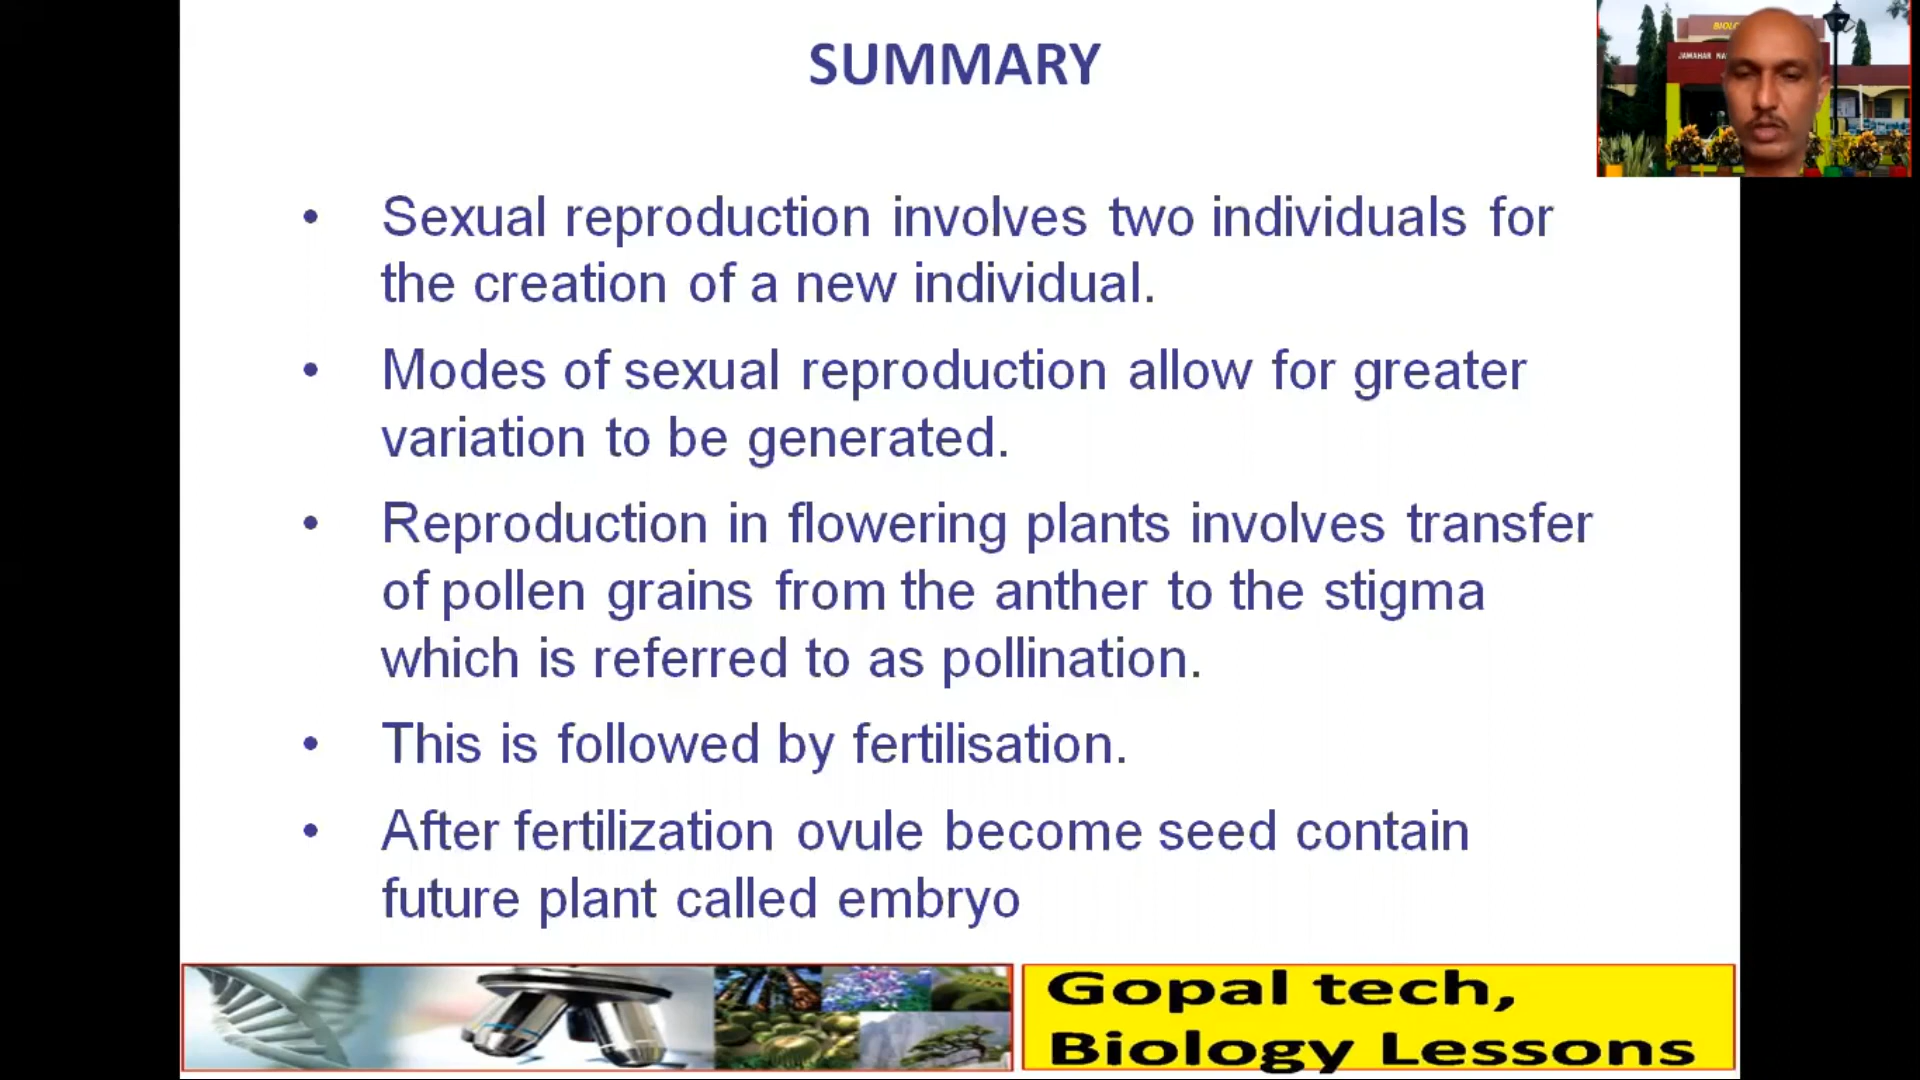 SUMMARY
BIOLO
JAWAHAR NA
• Sexual reproduction involves two individuals for
the creation of a new individual.
• Modes of sexual reproduction allow for greater
variation to be generated.
• Reproduction in flowering plants involves transfer
of pollen grains from the anther to the stigma
which is referred to as pollination.
• This is followed by fertilisation.
• After fertilization ovule become seed contain
future plant called embryo
Gopal tech,
Biology Lessons